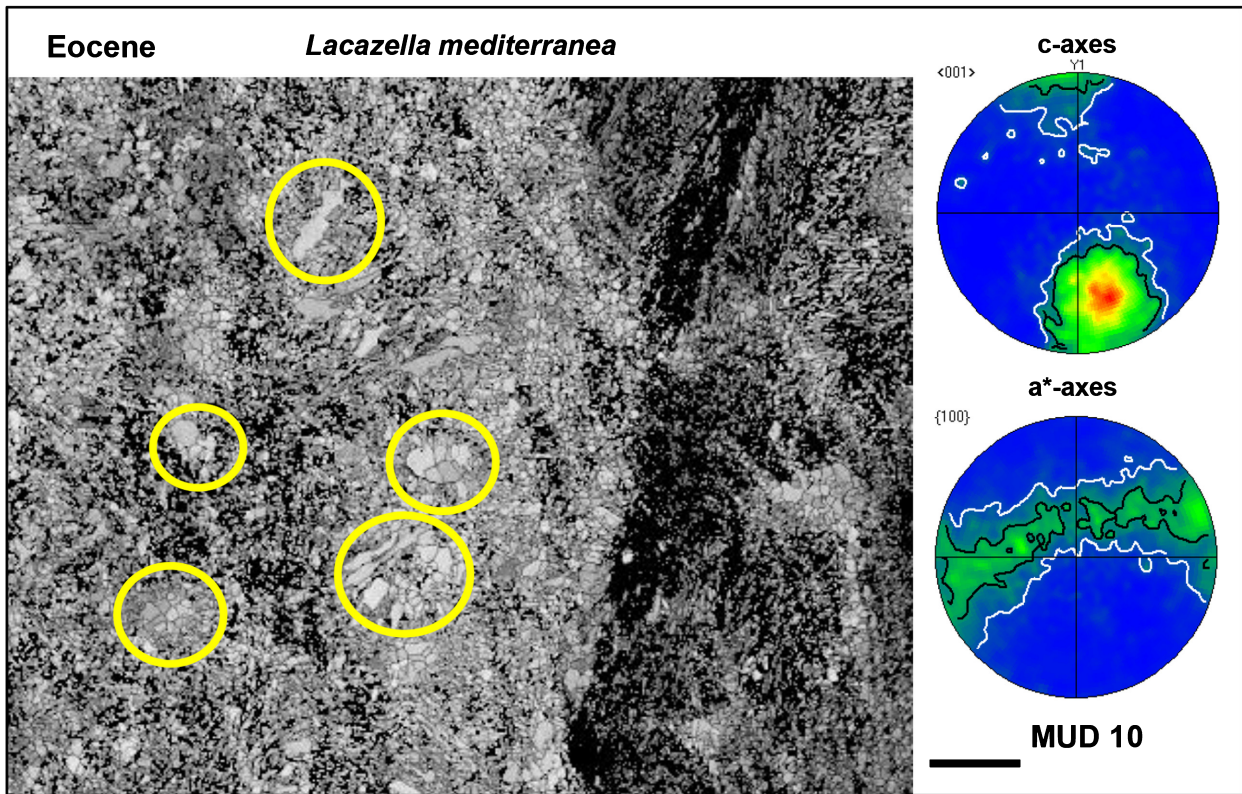 Eocene
Lacazella mediterranea
c-axes
<001>
Y1
a*-axes
{100}
MUD 10